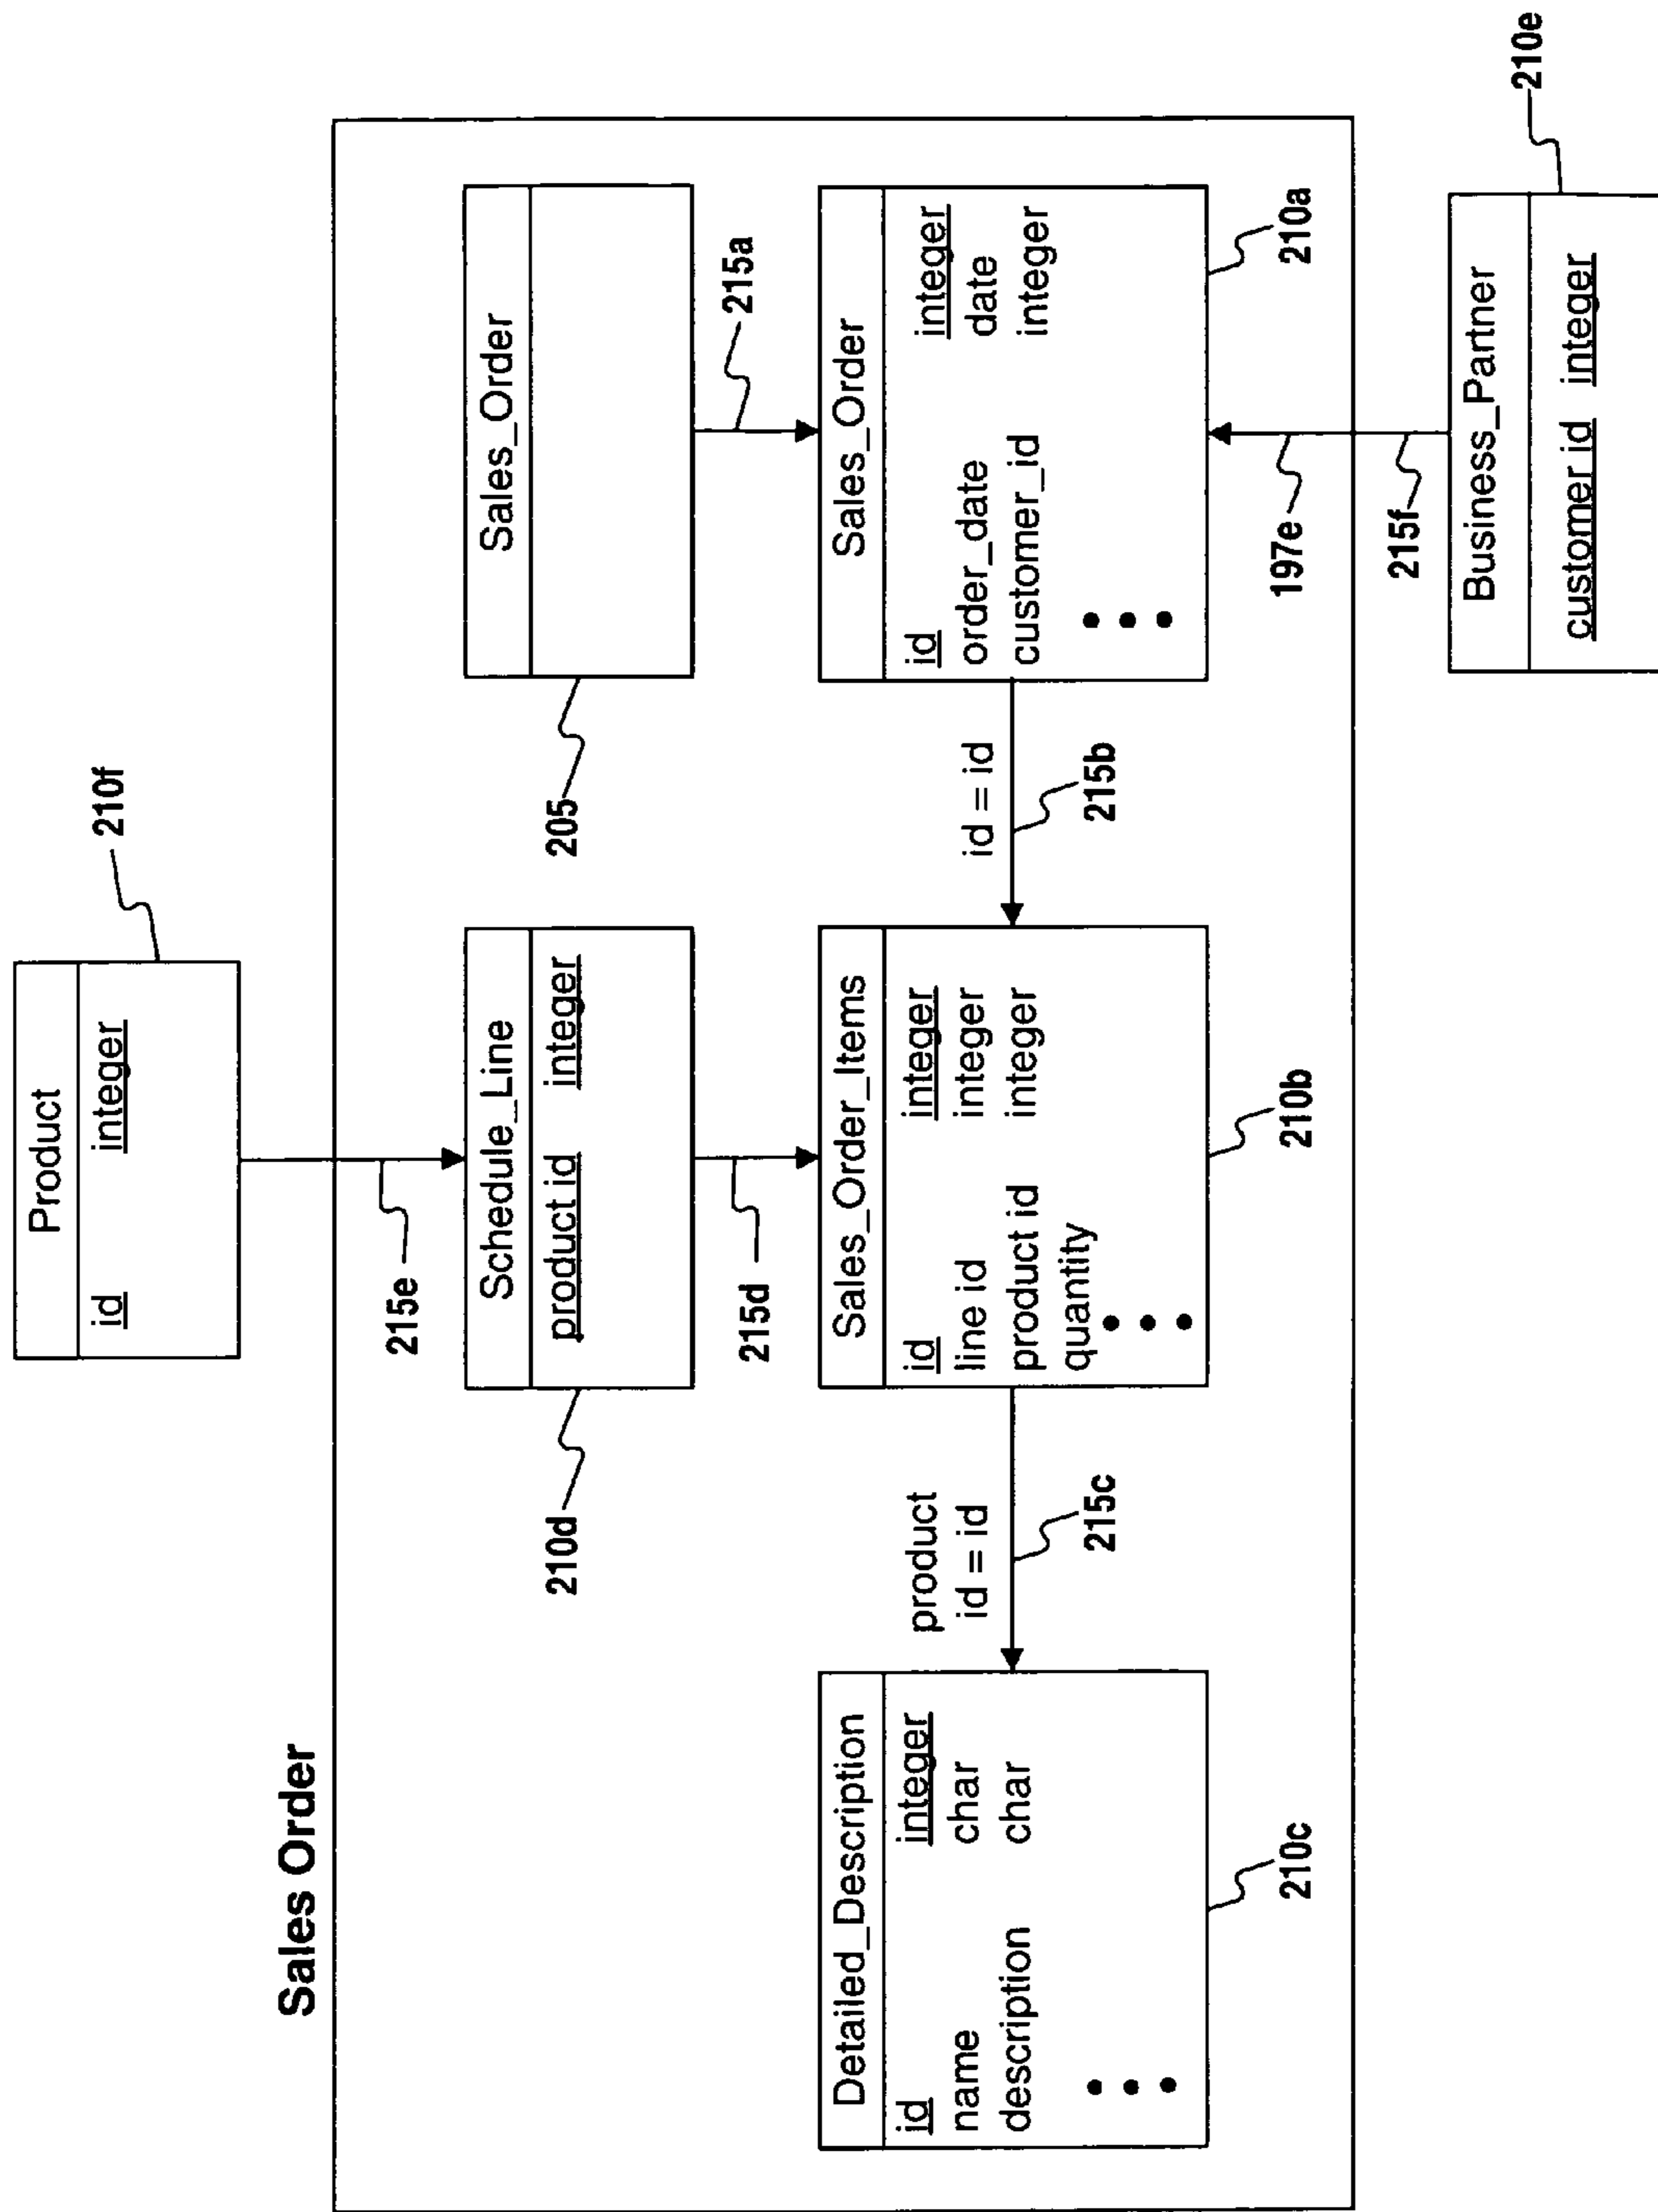 Product
id integer
210f
Sales Order
215e
Schedule_Line
product id integer
210d
Sales_Order
205
215d
215a
Detailed_Description
id integer
name char
description char
•
•
•
210c
product
id = id
215c
Sales_Order_Items
id integer
line id integer
product id integer
quantity
•
•
•
210b
id = id
215b
Sales_Order
id integer
order_date date
customer_id integer
•
•
•
210a
197e
215f
Business_Partner
customer id integer
210e